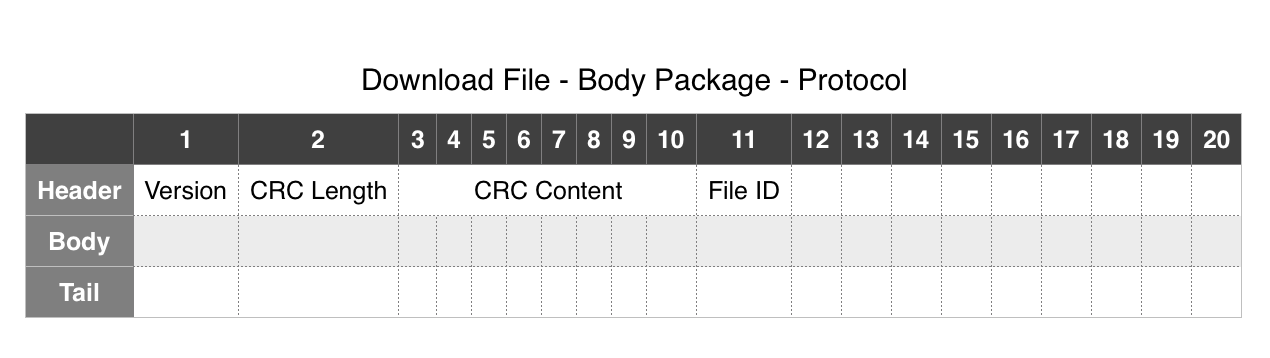 Download File - Body Package - Protocol
1 2 3 4 5 6 7 8 9 10 11 12 13 14 15 16 17 18 19 20
Header Version CRC Length CRC Content File ID
Body
Tail